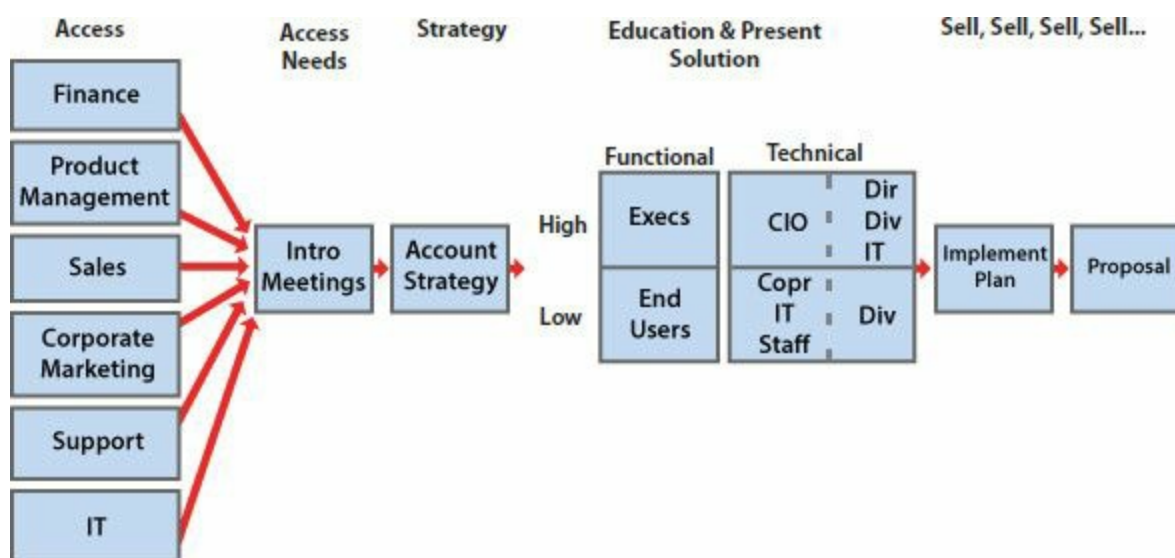 Access
Access
Needs
Strategy
Education & Present
Solution
Sell, Sell, Sell, Sell...
Finance
Product
Management
Sales
Corporate
Marketing
Support
IT
Intro
Meetings
Account
Strategy
High
Low
Functional
Technical
Execs
CIO
Dir
Div
IT
End
Users
Copr
IT
Staff
Div
Implement
Plan
Proposal